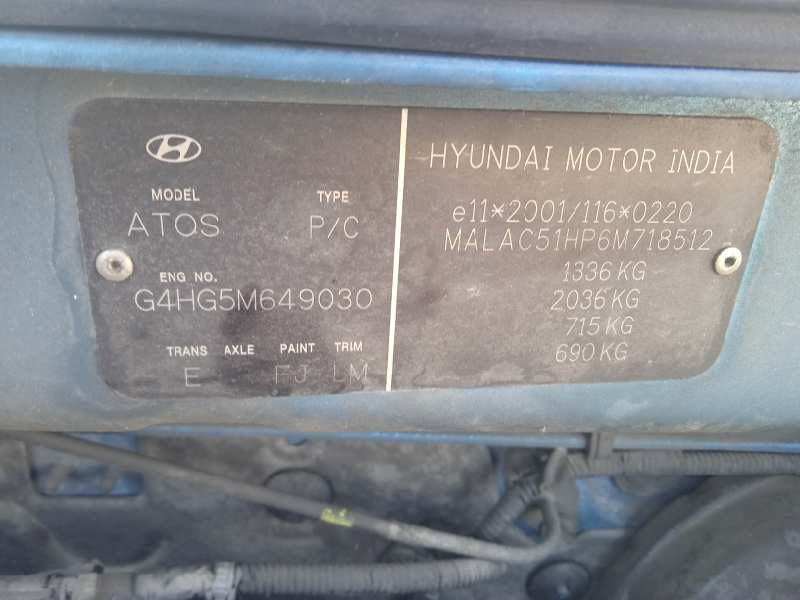 MODEL TYPE
ATOS P/C
ENG NO.
G4HG5M649030
TRANS AXLE PAINT TRIM
E FJ LM
HYUNDAI MOTOR INDIA
e11*2001/116*0220
MALAC51HP6M718512
1336 KG
2036 KG
715 KG
690 KG